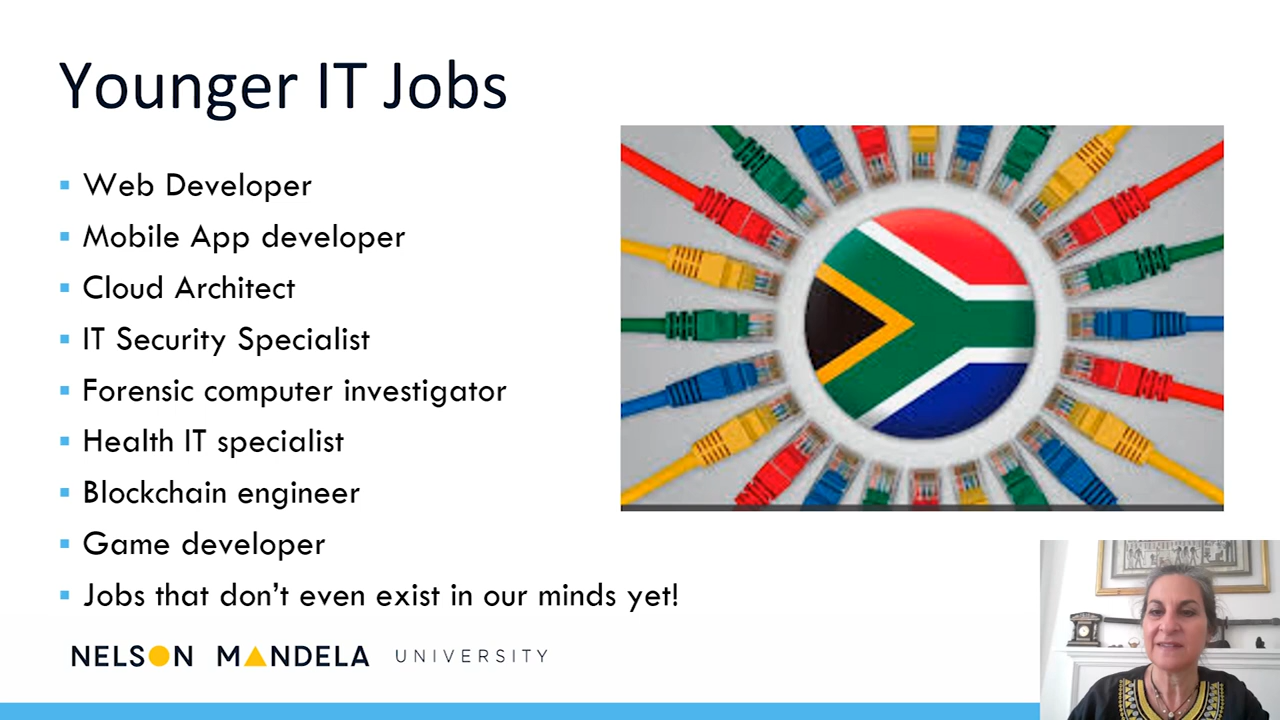 Younger IT Jobs
Web Developer
Mobile App developer
Cloud Architect
IT Security Specialist
Forensic computer investigator
Health IT specialist
Blockchain engineer
Game developer
Jobs that don't even exist in our minds yet!
NELSON MANDELA UNIVERSITY